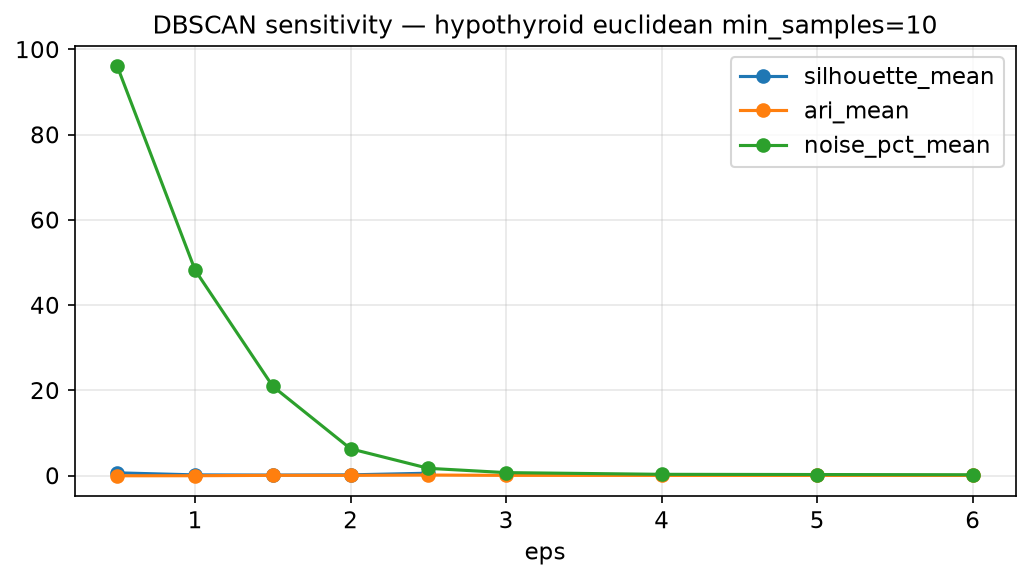 DBSCAN sensitivity — hypothyroid euclidean min_samples=10
100
80
60
40
20
0
silhouette_mean
ari_mean
noise_pct_mean
1 2 3 4 5 6
eps